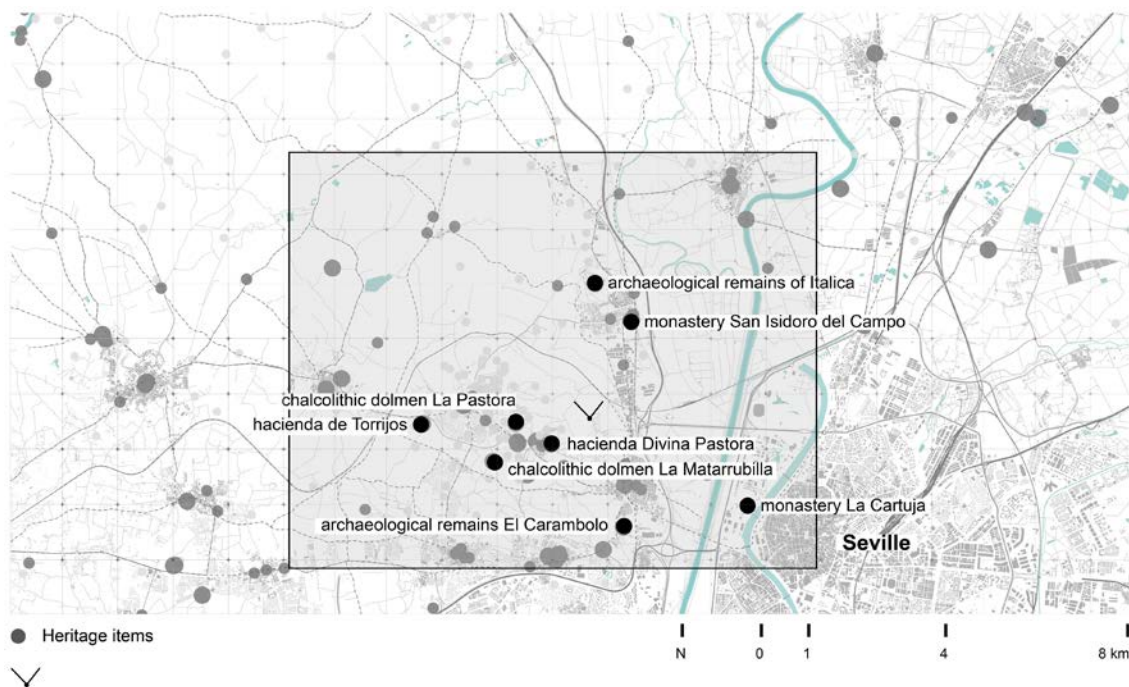 archaeological remains of Italica
monastery San Isidoro del Campo
chalcolithic dolmen La Pastora
hacienda de Torrijos
hacienda Divina Pastora
chalcolithic dolmen La Matarrubilla
monastery La Cartuja
archaeological remains El Carambolo
Seville
Heritage items
N 0 1 4 8 km